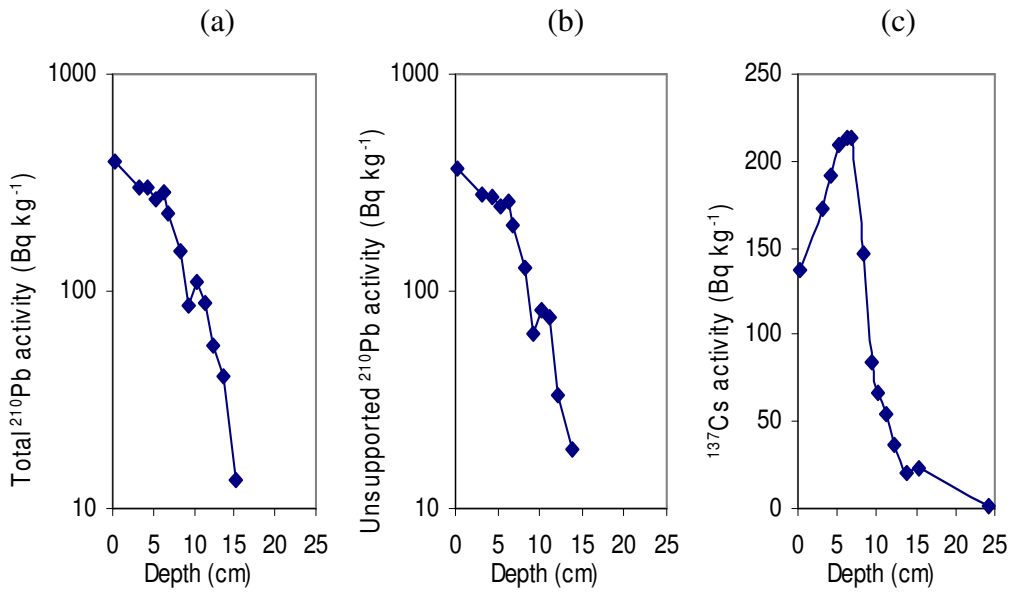 (a)
1000
100
10
0 5 10 15 20 25
Depth (cm)
Total ²¹⁰Pb activity (Bq kg⁻¹)
(b)
1000
100
10
0 5 10 15 20 25
Depth (cm)
Unsupported ²¹⁰Pb activity (Bq kg⁻¹)
(c)
250
200
150
100
50
0
0 5 10 15 20 25
Depth (cm)
¹³⁷Cs activity (Bq kg⁻¹)